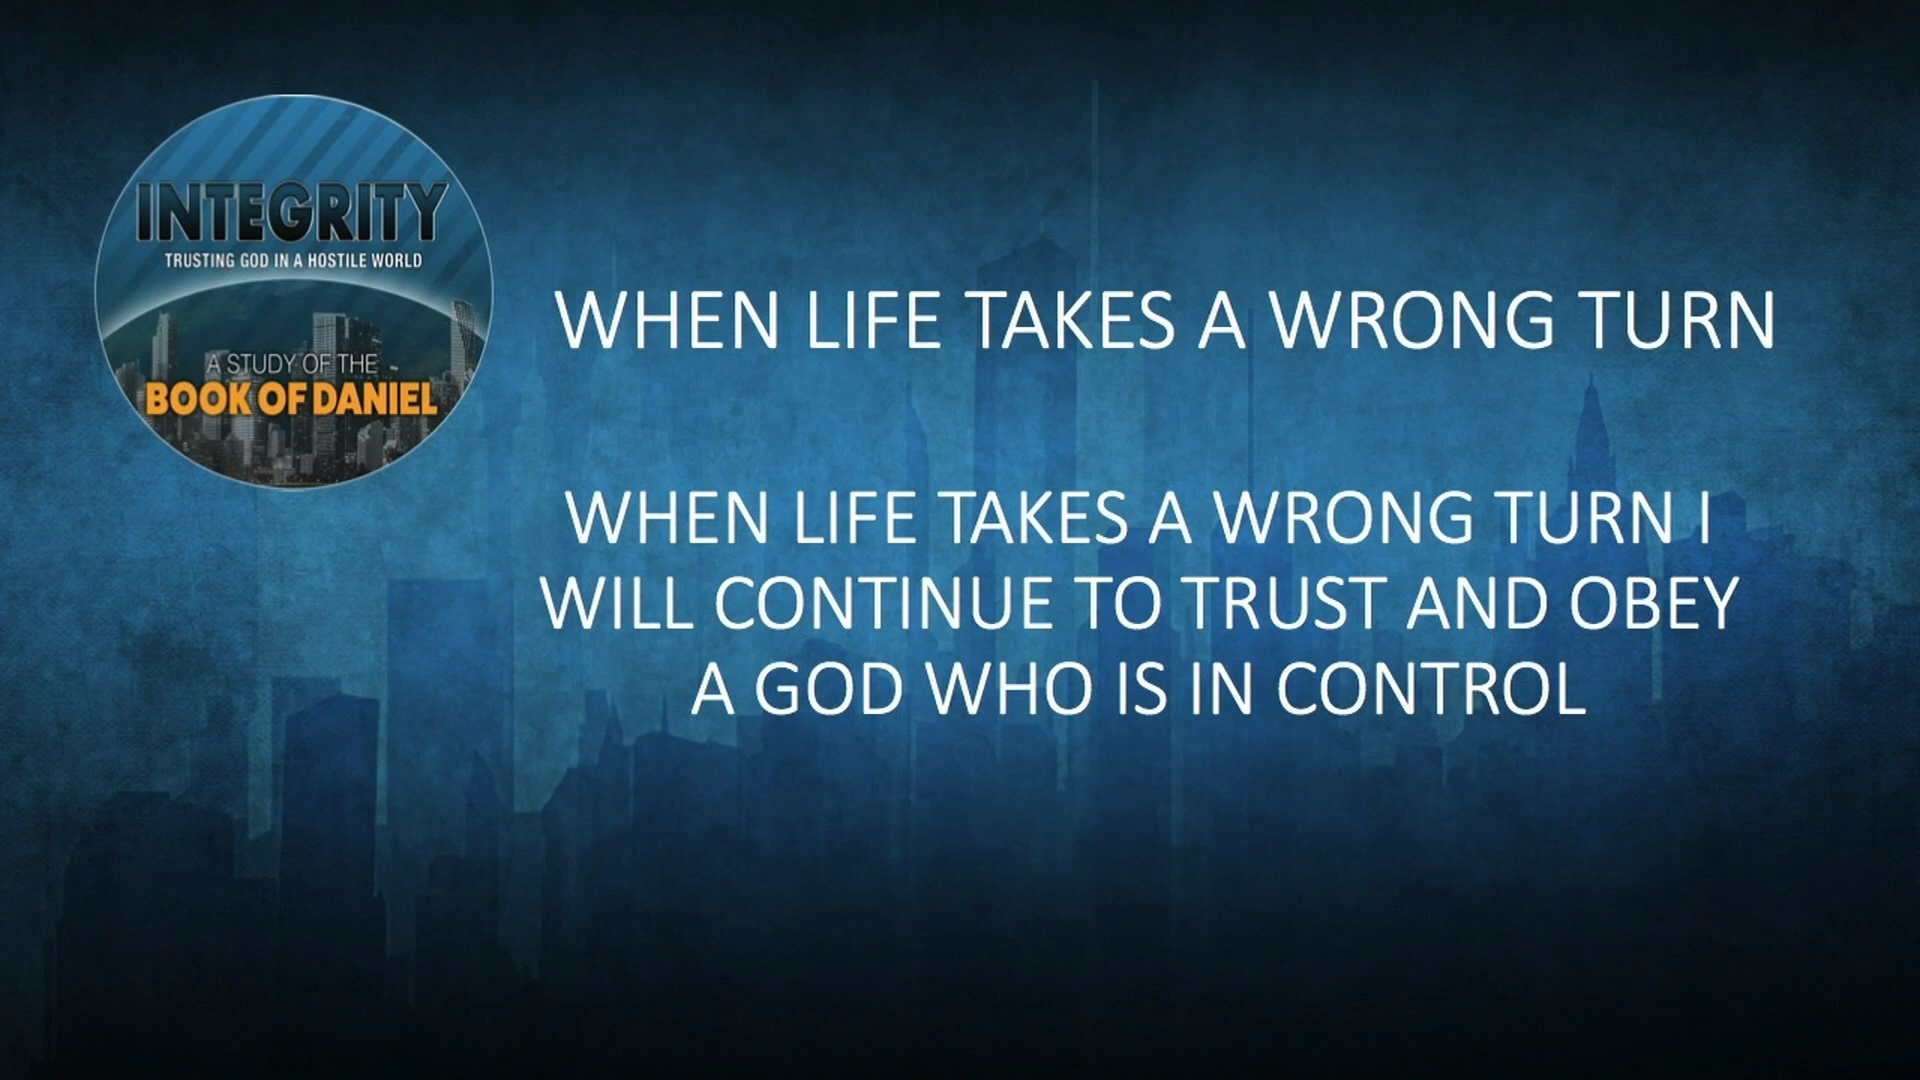 INTEGRITY
TRUSTING GOD IN A HOSTILE WORLD
A STUDY OF THE
BOOK OF DANIEL
WHEN LIFE TAKES A WRONG TURN
WHEN LIFE TAKES A WRONG TURN I
WILL CONTINUE TO TRUST AND OBEY
A GOD WHO IS IN CONTROL